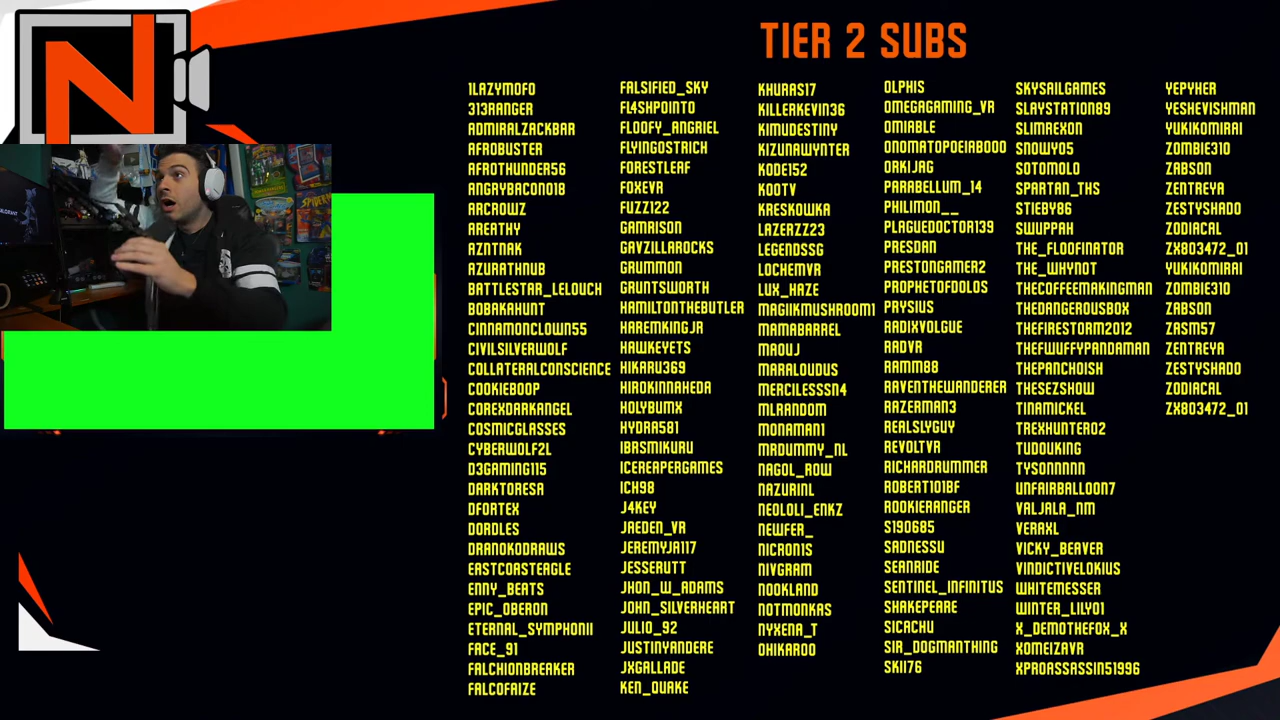 N
TIER 2 SUBS
1LAZYMOFO
313RANGER
ADMIRALZACKBAR
AFROBUSTER
AFROTHUNDER56
ANGRYBACON018
ARCROWZ
AREATHY
AZNTNAK
AZURATHNUB
BATTLESTAR_LELOUCH
BOBAKAHUNT
CINNAMONCLOWN55
CIVILSILVERWOLF
COLLATERALCONSCIENCE
COOKIEBOOP
COREXDARKANGEL
COSMICGLASSES
CYBERWOLF2L
D3GAMING115
DARKTORESA
DFORTEX
DORDLES
DRANOKODRAWS
EASTCOASTEAGLE
ENNY_BEATS
EPIC_OBERON
ETERNAL_SYMPHONII
FACE_91
FALCHIONBREAKER
FALCOFAIZE
FALSIFIED_SKY
FL4SHPOINTO
FLOOFY_ANGRIEL
FLYINGOSTRICH
FORESTLEAF
FOXEVR
FUZZ122
GAMRISON
GAVZILLAROCKS
GRUMMON
GRUNTSWORTH
HAMILTONTHEBUTLER
HAREMKINGJR
HAWKEYETS
HIKARU369
HIROKINNAHEDA
HOLYBUMX
HYDRA581
IBASMIKURU
ICEREAPERGAMES
ICH98
J4KEY
JAEDEN_VR
JEREMYJR117
JESSERUTT
JHON_W_ADAMS
JOHN_SILVERHEART
JULIO_92
JUSTINYANDERE
JXGALLADE
KEN_QUAKE
KHURAS17
KILLERKEVIN36
KIMUDESTINY
KIZUNAWYNTER
KODE152
KOOTV
KRESKOWKA
LAZERZZ23
LEGENDSSG
LOCHEMVR
LUX_HAZE
MAGIIKMUSHROOM1
MAMABARREL
MAOUJ
MARALOUDUS
MERCILESSSN4
MLRANDOM
MONAMAN1
MRDUMMY_NL
NAGOL_ROW
NAZURINL
NEOLOLI_ENKZ
NEWFER_
NICRON1S
NIVGRAM
NOOKLAND
NOTMONKAS
NYXENA_T
OHIKAROO
OLPHIS
OMEGAGAMING_VR
OMIABLE
ONOMATOPOEIA8000
ORKIJAG
PARABELLUM_14
PHILIMON__
PLAGUEDOCTOR139
PRESDAN
PRESTONGAMER2
PROPHETOFDOLOS
PRYSIUS
RADIXVOLGUE
RADVR
RAMM88
RAVENTHEWANDERER
RAZERMAN3
REALSLYGUY
REVOLTVR
RICHARDRUMMER
ROBERT101BF
ROOKIERANGER
S190685
SADNESSU
SEANRIDE
SENTINEL_INFINITUS
SHAKEPEARE
SICACHU
SIR_DOGMANTHING
SKII76
SKYSAILGAMES
SLAYSTATION89
SLIMREXON
SNOWY05
SOTOMOLO
SPARTAN_THS
STIEBY86
SWUPPAH
THE_FLOOFINATOR
THE_WHYNOT
THECOFFEEMAKINGMAN
THEDANGEROUSBOX
THEFIRESTORM2012
THEFWUFFYPANDAMAN
THEPANCHOISH
THESEZSHOW
TINAMICKEL
TREXHUNTER02
TUDOUKING
TYSONNNNN
UNFAIRBALLOON7
VALJALA_NM
VERAXL
VICKY_BEAVER
VINDICTIVELOKIUS
WHITEMESSER
WINTER_LILY01
X_DEMOTHEFOX_X
XOMEIZAVR
XPROASSASSIN51996
YEPYHER
YESHEVISHMAN
YUKIKOMIRAI
ZOMBIE310
ZABSON
ZENTREYA
ZESTYSHADO
ZODIACAL
ZX803472_01
YUKIKOMIRAI
ZOMBIE310
ZABSON
ZASM57
ZENTREYA
ZESTYSHADO
ZODIACAL
ZX803472_01